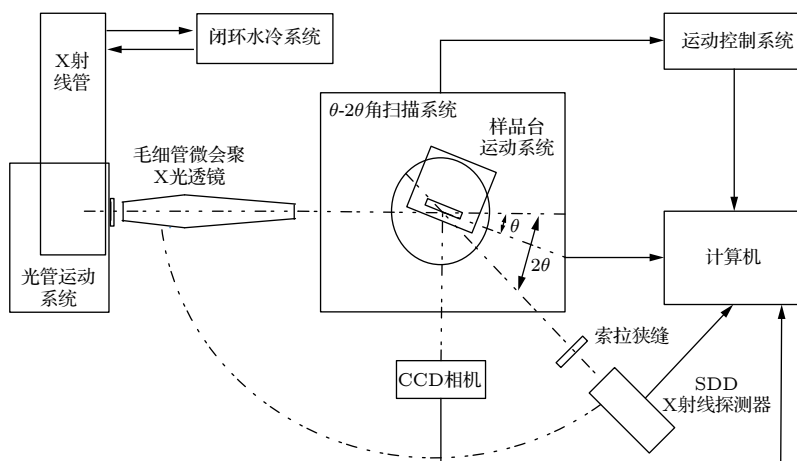 X射
线管
闭环水冷系统
运动控制系统
θ-2θ角扫描系统
样品台
运动系统
毛细管微会聚
X光透镜
θ
2θ
计算机
光管运动
系统
索拉狭缝
CCD相机
SDD
X射线探测器